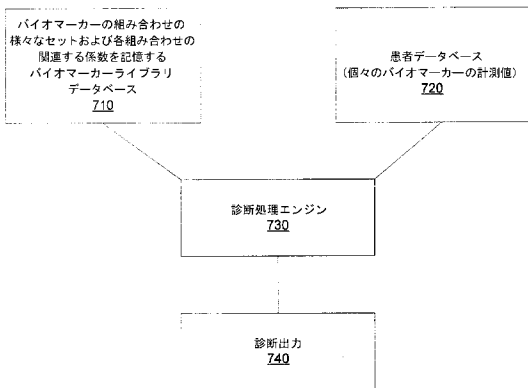 バイオマーカーの組み合わせの
様々なセットおよび各組み合わせの
関連する係数を記憶する
バイオマーカーライブラリ
データベース
710
患者データベース
(個々のバイオマーカーの計測値)
720
診断処理エンジン
730
診断出力
740